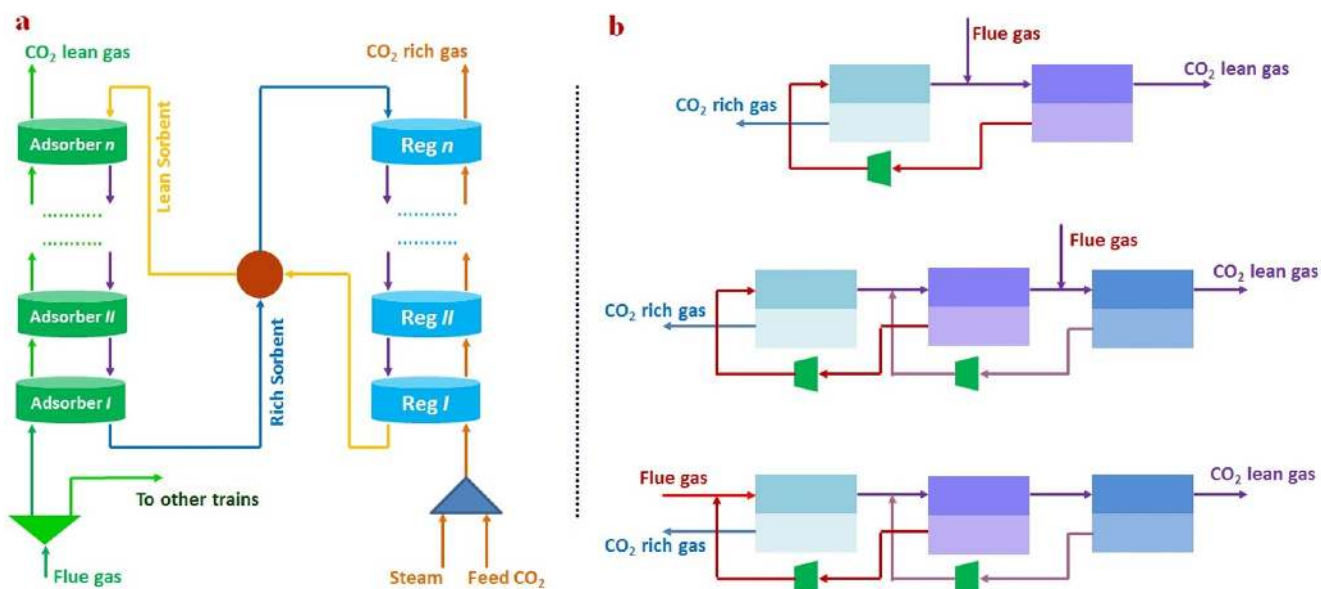 a
CO₂ lean gas
CO₂ rich gas
Adsorber n
Reg n
Lean Sorbent
Adsorber II
Reg II
Adsorber I
Reg I
Rich Sorbent
To other trains
Flue gas
Steam
Feed CO₂
b
Flue gas
CO₂ lean gas
CO₂ rich gas
Flue gas
CO₂ lean gas
CO₂ rich gas
Flue gas
CO₂ lean gas
CO₂ rich gas